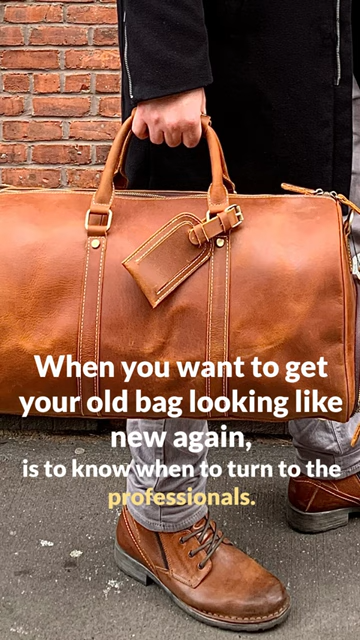 When you want to get
your old bag looking like
new again,
is to know when to turn to the
professionals.